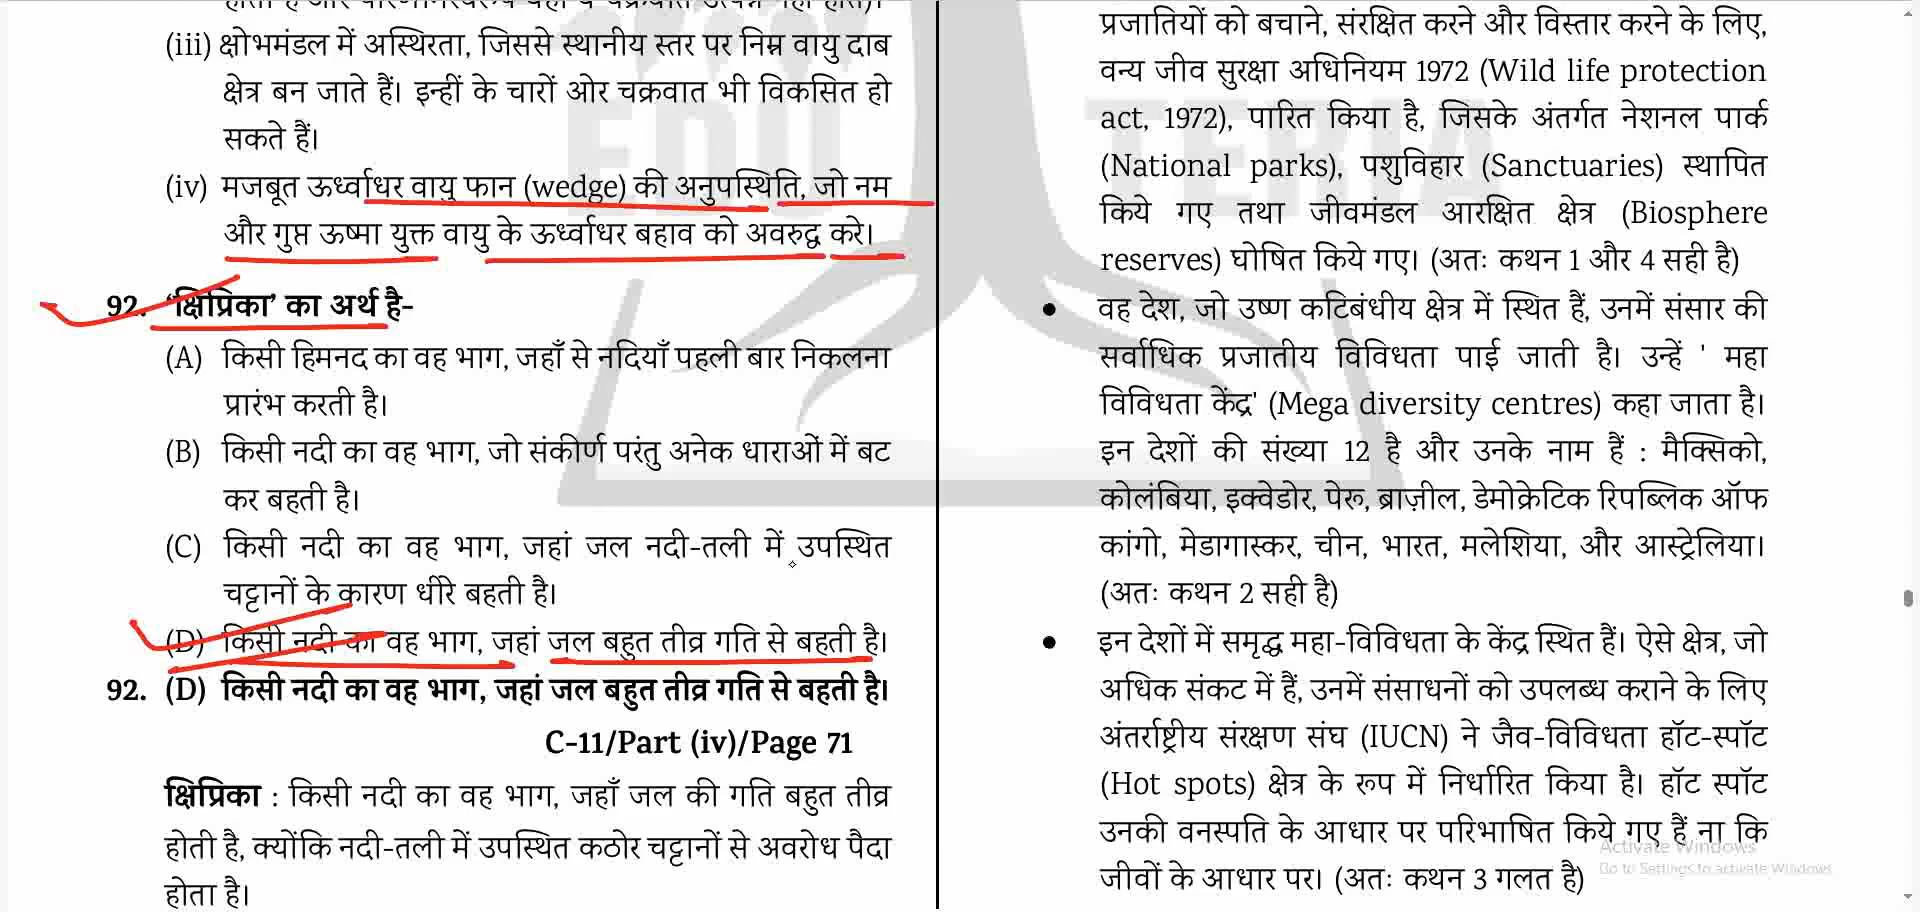 (iii) क्षोभमंडल में अस्थिरता, जिससे स्थानीय स्तर पर निम्न वायु दाब
क्षेत्र बन जाते हैं। इन्हीं के चारों ओर चक्रवात भी विकसित हो
सकते हैं।
(iv) मजबूत ऊर्ध्वाधर वायु फान (wedge) की अनुपस्थिति, जो नम
और गुप्त ऊष्मा युक्त वायु के ऊर्ध्वाधर बहाव को अवरुद्ध करे।
92. ‘क्षिप्रिका’ का अर्थ है-
(A) किसी हिमनद का वह भाग, जहाँ से नदियाँ पहली बार निकलना
प्रारंभ करती है।
(B) किसी नदी का वह भाग, जो संकीर्ण परंतु अनेक धाराओं में बट
कर बहती है।
(C) किसी नदी का वह भाग, जहां जल नदी-तली में उपस्थित
चट्टानों के कारण धीरे बहती है।
(D) किसी नदी का वह भाग, जहां जल बहुत तीव्र गति से बहती है।
92. (D) किसी नदी का वह भाग, जहां जल बहुत तीव्र गति से बहती है।
C-11/Part (iv)/Page 71
क्षिप्रिका : किसी नदी का वह भाग, जहाँ जल की गति बहुत तीव्र
होती है, क्योंकि नदी-तली में उपस्थित कठोर चट्टानों से अवरोध पैदा
होता है।
प्रजातियों को बचाने, संरक्षित करने और विस्तार करने के लिए,
वन्य जीव सुरक्षा अधिनियम 1972 (Wild life protection
act, 1972), पारित किया है, जिसके अंतर्गत नेशनल पार्क
(National parks), पशुविहार (Sanctuaries) स्थापित
किये गए तथा जीवमंडल आरक्षित क्षेत्र (Biosphere
reserves) घोषित किये गए। (अतः कथन 1 और 4 सही है)
• वह देश, जो उष्ण कटिबंधीय क्षेत्र में स्थित हैं, उनमें संसार की
सर्वाधिक प्रजातीय विविधता पाई जाती है। उन्हें ' महा
विविधता केंद्र' (Mega diversity centres) कहा जाता है।
इन देशों की संख्या 12 है और उनके नाम हैं : मैक्सिको,
कोलंबिया, इक्वेडोर, पेरू, ब्राज़ील, डेमोक्रेटिक रिपब्लिक ऑफ
कांगो, मेडागास्कर, चीन, भारत, मलेशिया, और आस्ट्रेलिया।
(अतः कथन 2 सही है)
• इन देशों में समृद्ध महा-विविधता के केंद्र स्थित हैं। ऐसे क्षेत्र, जो
अधिक संकट में हैं, उनमें संसाधनों को उपलब्ध कराने के लिए
अंतर्राष्ट्रीय संरक्षण संघ (IUCN) ने जैव-विविधता हॉट-स्पॉट
(Hot spots) क्षेत्र के रूप में निर्धारित किया है। हॉट स्पॉट
उनकी वनस्पति के आधार पर परिभाषित किये गए हैं ना कि
जीवों के आधार पर। (अतः कथन 3 गलत है)
EDU TERIA
Activate Windows
Go to Settings to activate Windows.